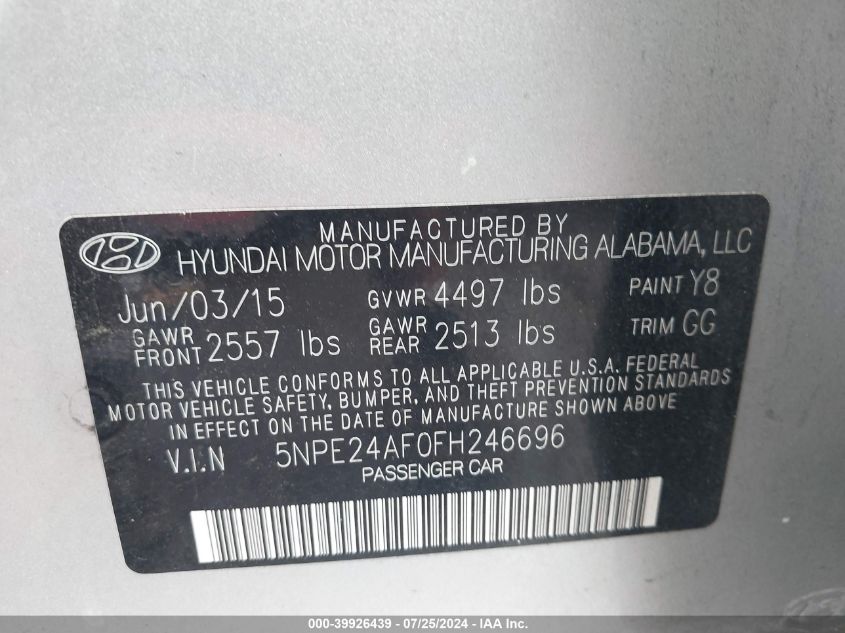 MANUFACTURED BY
HYUNDAI MOTOR MANUFACTURING ALABAMA, LLC
Jun/03/15 GVWR 4497 lbs PAINT Y8
GAWR FRONT 2557 lbs GAWR REAR 2513 lbs TRIM GG
THIS VEHICLE CONFORMS TO ALL APPLICABLE U.S.A. FEDERAL
MOTOR VEHICLE SAFETY, BUMPER, AND THEFT PREVENTION STANDARDS
IN EFFECT ON THE DATE OF MANUFACTURE SHOWN ABOVE.
V.I.N 5NPE24AF0FH246696
PASSENGER CAR
000-39926439 - 07/25/2024 - IAA Inc.